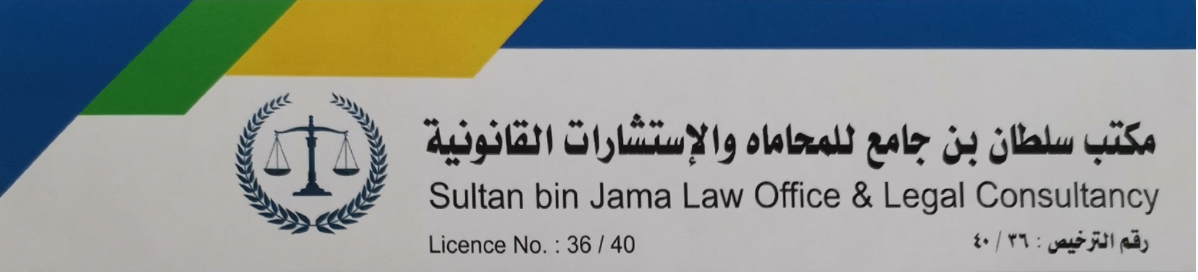 مكتب سلطان بن جامع للمحاماه والإستشارات القانونية
Sultan bin Jama Law Office & Legal Consultancy
Licence No. : 36 / 40
رقم الترخيص : ٣٦ / ٤٠